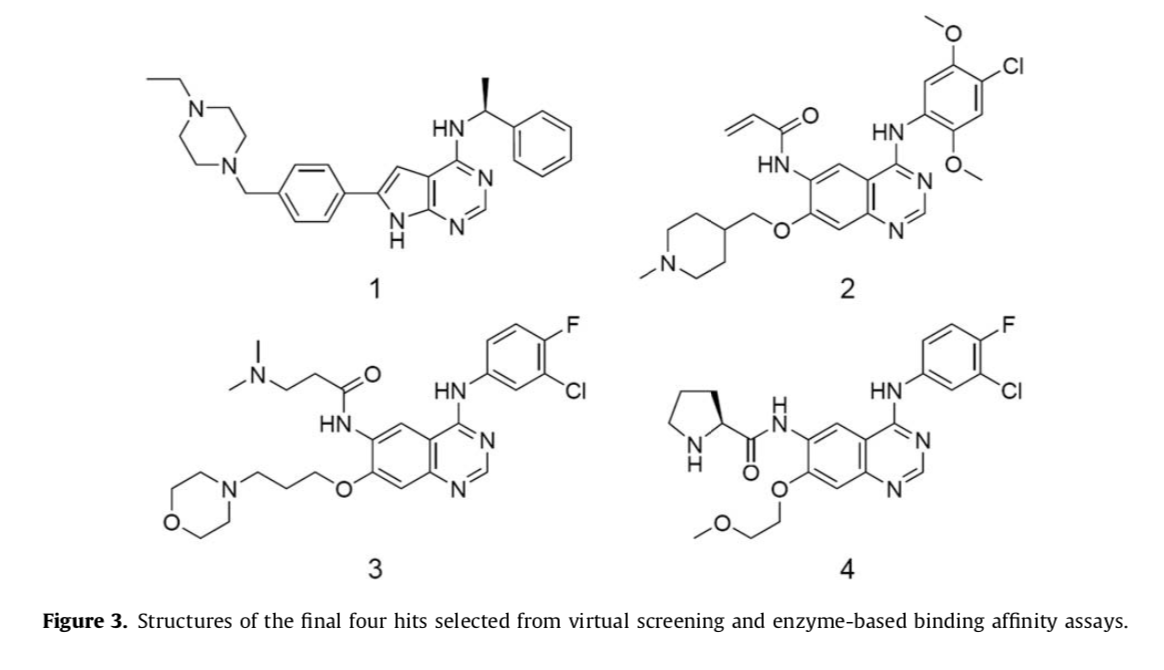 O
Cl
O
HN
O
N
HN
HN
N
N
N
O
N
N
H
N
O
N
1
2
F
F
N
O
HN
Cl
HN
Cl
HN
H
N
N
N
N
N
H
O
N
O
N
O
N
O
O
3
4
Figure 3. Structures of the final four hits selected from virtual screening and enzyme-based binding affinity assays.